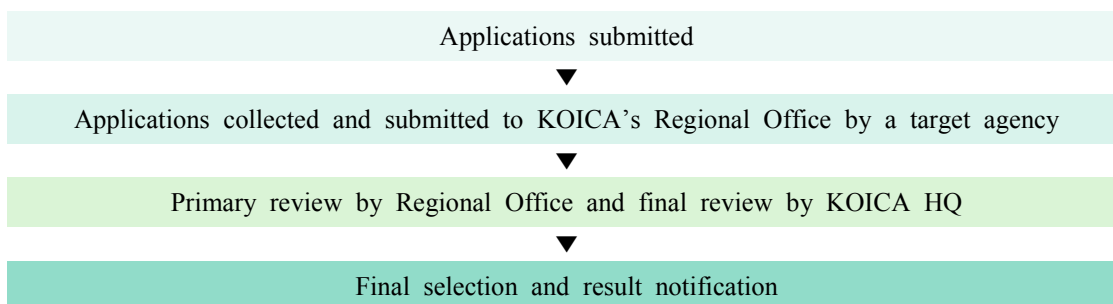 Applications submitted
▼
Applications collected and submitted to KOICA's Regional Office by a target agency
▼
Primary review by Regional Office and final review by KOICA HQ
▼
Final selection and result notification